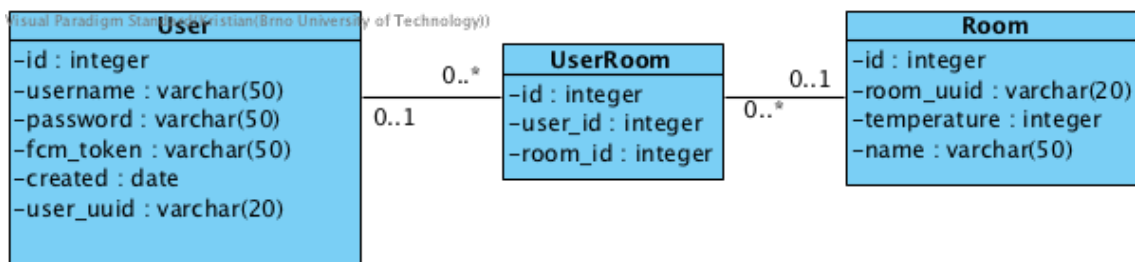 Visual Paradigm Standard(Kristian(Brno University of Technology))
User
-id : integer
-username : varchar(50)
-password : varchar(50)
-fcm_token : varchar(50)
-created : date
-user_uuid : varchar(20)
0..*
0..1
UserRoom
-id : integer
-user_id : integer
-room_id : integer
0..1
0..*
Room
-id : integer
-room_uuid : varchar(20)
-temperature : integer
-name : varchar(50)